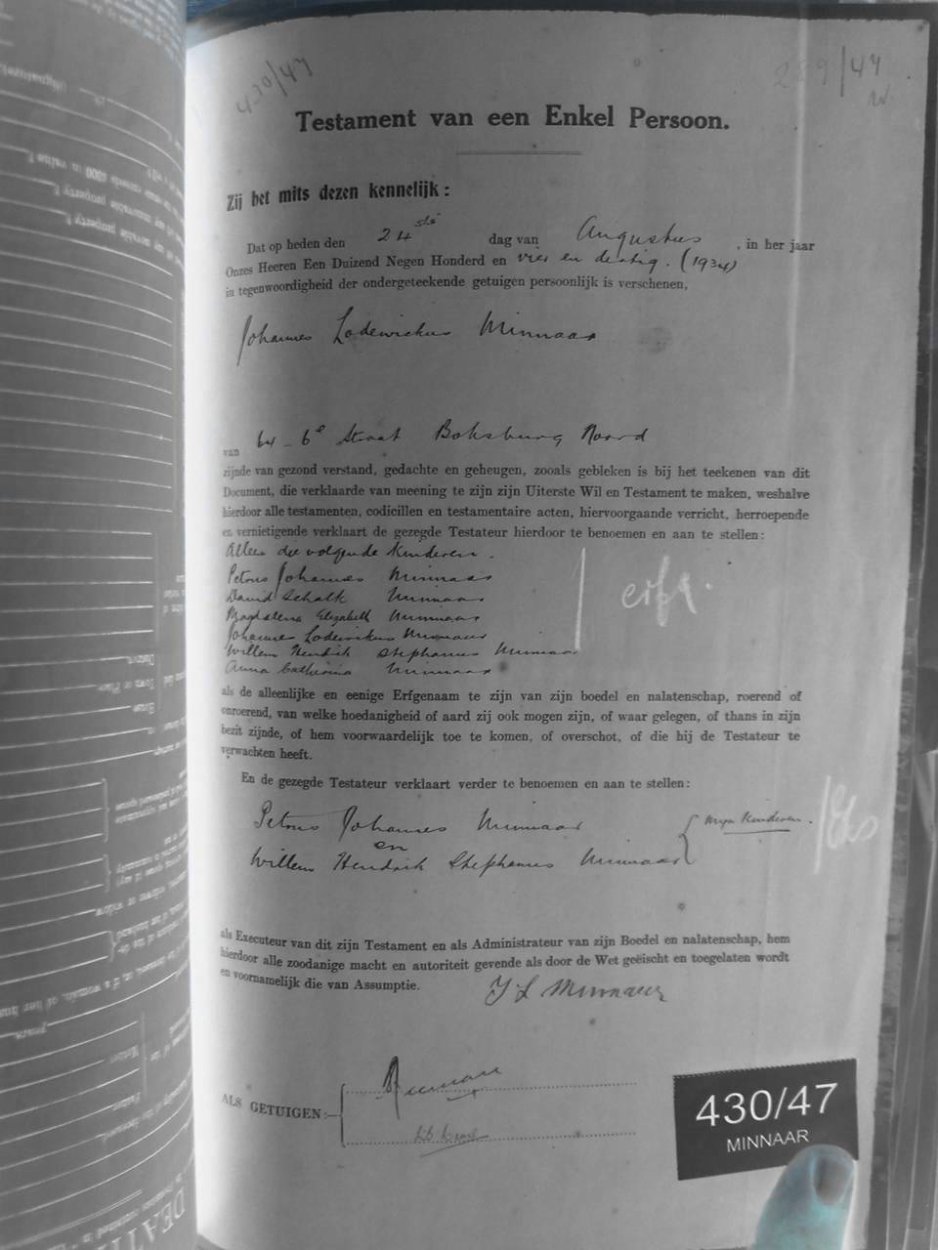 430/47
239/47
Testament van een Enkel Persoon.
Zij het mits dezen kennelijk:
Dat op heden den 24ste dag van Augustus, in her jaar
Onzes Heeren Een Duizend Negen Honderd en vier en dertig. (1934)
in tegenwoordigheid der ondergeteekende getuigen persoonlijk is verschenen,
Johannes Lodewickus Minnaar
van 64 - 6e Straat Boksburg Noord
zijnde van gezond verstand, gedachte en geheugen, zooals gebleken is bij het teekenen van dit
Document, die verklaarde van meening te zijn zijn Uiterste Wil en Testament te maken, weshalve
hierdoor alle testamenten, codicillen en testamentaire acten, hiervoorgaande verricht, herroepende
en vernietigende verklaart de gezegde Testateur hierdoor te benoemen en aan te stellen:
Alleen die volgende Kinderen.
Petrus Johannes Minnaar
David Schalk Minnaar
Magdalena Elizabeth Minnaar
Johannes Lodewickus Minnaar
Willem Hendrik Stephanus Minnaar
Anna Catherina Minnaar
erfg.
als de alleenlijke en eenige Erfgenaam te zijn van zijn boedel en nalatenschap, roerend of
onroerend, van welke hoedanigheid of aard zij ook mogen zijn, of waar gelegen, of thans in zijn
bezit zijnde, of hem voorwaardelijk toe te komen, of overschot, of die hij de Testateur te
verwachten heeft.
En de gezegde Testateur verklaart verder te benoemen en aan te stellen:
Petrus Johannes Minnaar
en
Willem Hendrik Stephanus Minnaar
Mijn Kinderen.
Eks
als Executeur van dit zijn Testament en als Administrateur van zijn Boedel en nalatenschap, hem
hierdoor alle zoodanige macht en autoriteit gevende als door de Wet geëischt en toegelaten wordt
en voornamelijk die van Assumptie.
J L Minnaar
ALS GETUIGEN:—
430/47
MINNAAR